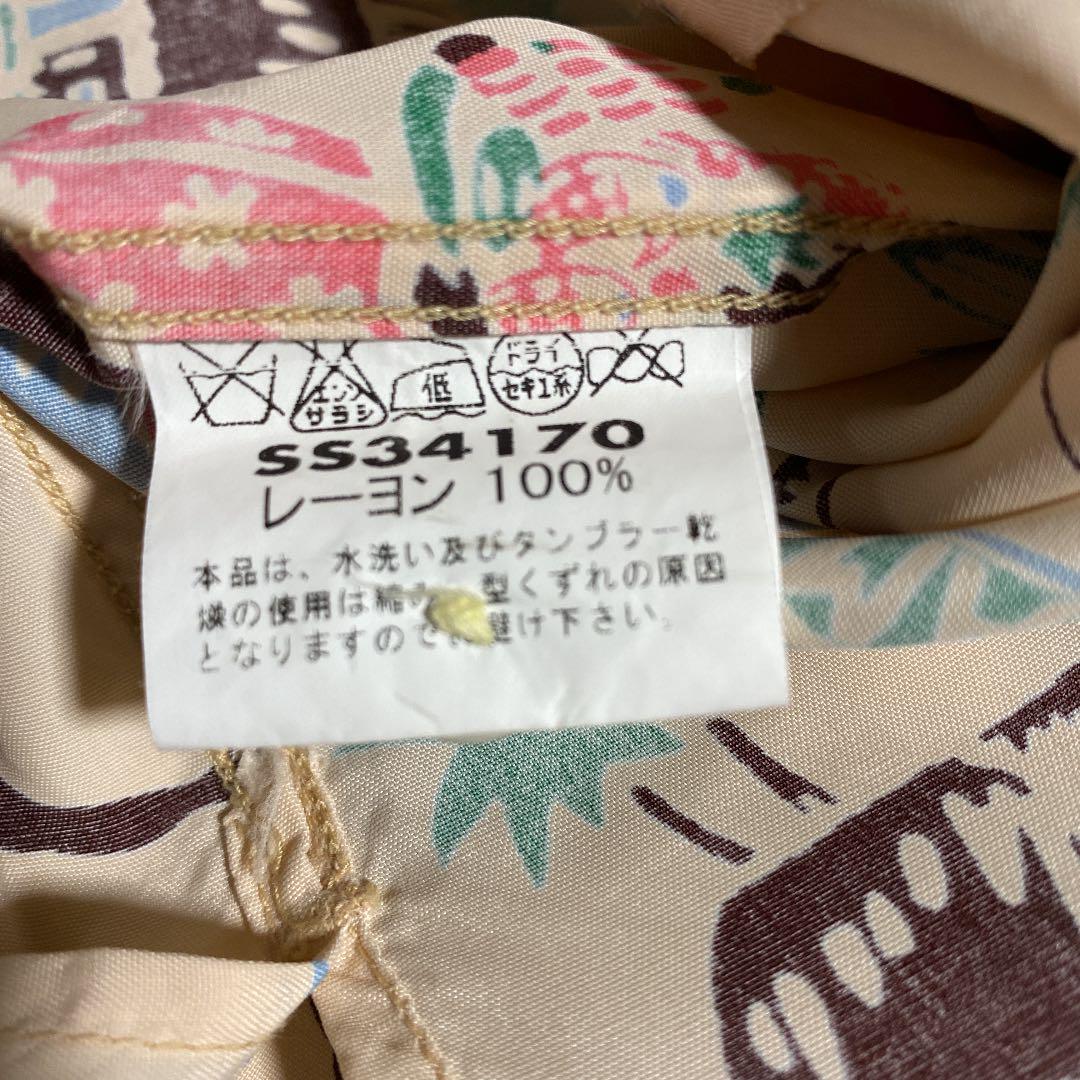 エンソ サラシ 低 ドライ セキユ系
SS34170
レーヨン 100%
本品は、水洗い及びタンブラー乾
燥の使用は縮み 型くずれの原因
となりますので 避け下さい。